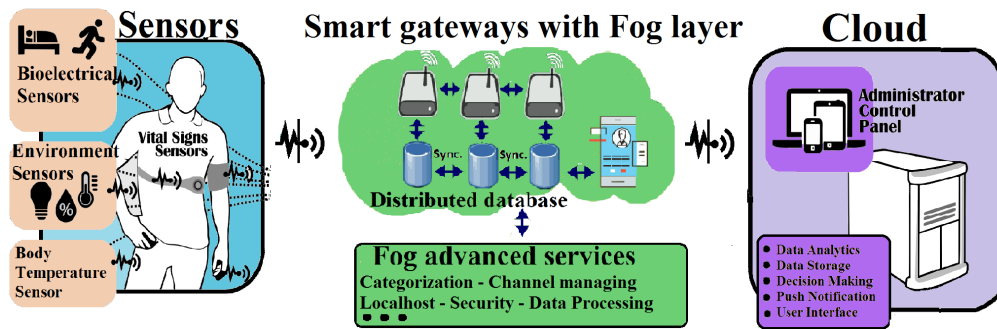 Sensors
Bioelectrical
Sensors
Vital Signs
Sensors
Environment
Sensors
%
Body
Temperature
Sensor
Smart gateways with Fog layer
Sync.
Sync.
Distributed database
Fog advanced services
Categorization - Channel managing
Localhost - Security - Data Processing
Cloud
Administrator
Control
Panel
Data Analytics
Data Storage
Decision Making
Push Notification
User Interface